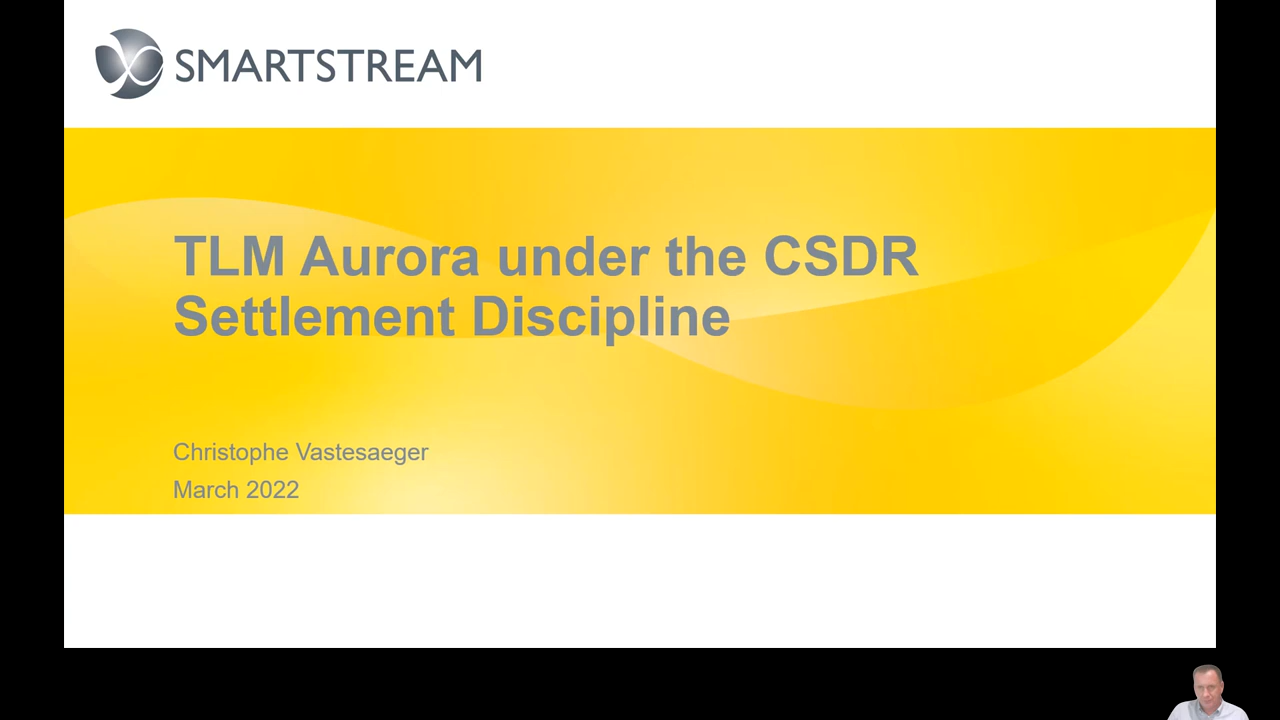 SMARTSTREAM
TLM Aurora under the CSDR
Settlement Discipline
Christophe Vastesaeger
March 2022